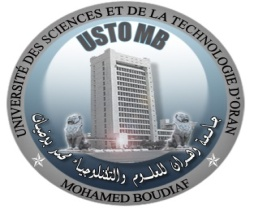 UNIVERSITÉ DES SCIENCES ET DE LA TECHNOLOGIE D'ORAN
USTO MB
جامعة وهران للعلوم والتكنولوجيا محمد بوضياف
MOHAMED BOUDIAF